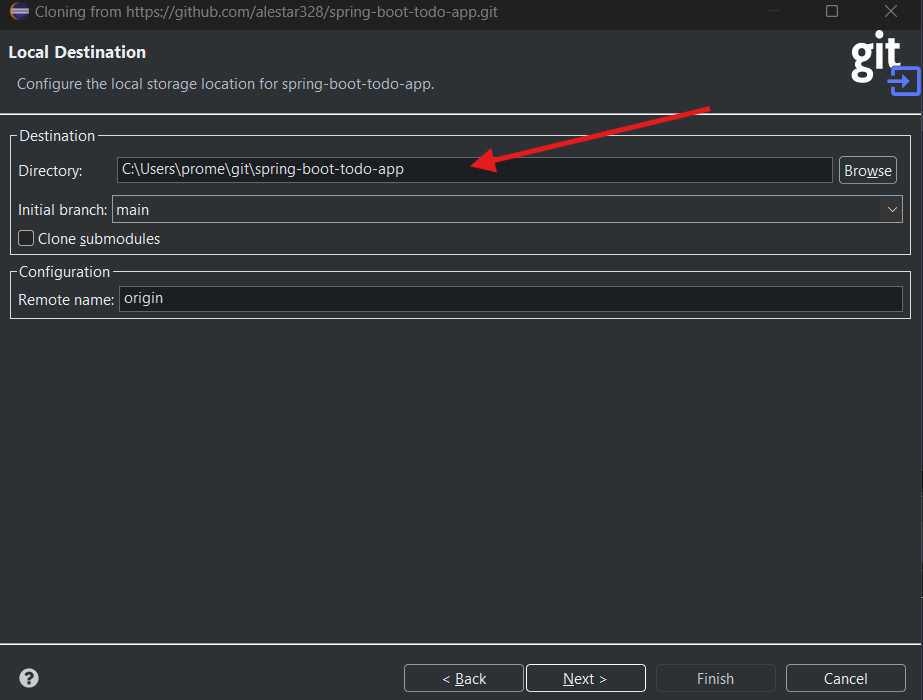 Cloning from https://github.com/alestar328/spring-boot-todo-app.git
Local Destination
git
Configure the local storage location for spring-boot-todo-app.
Destination
Directory: C:\Users\prome\git\spring-boot-todo-app Browse
Initial branch: main
Clone submodules
Configuration
Remote name: origin
? < Back Next > Finish Cancel